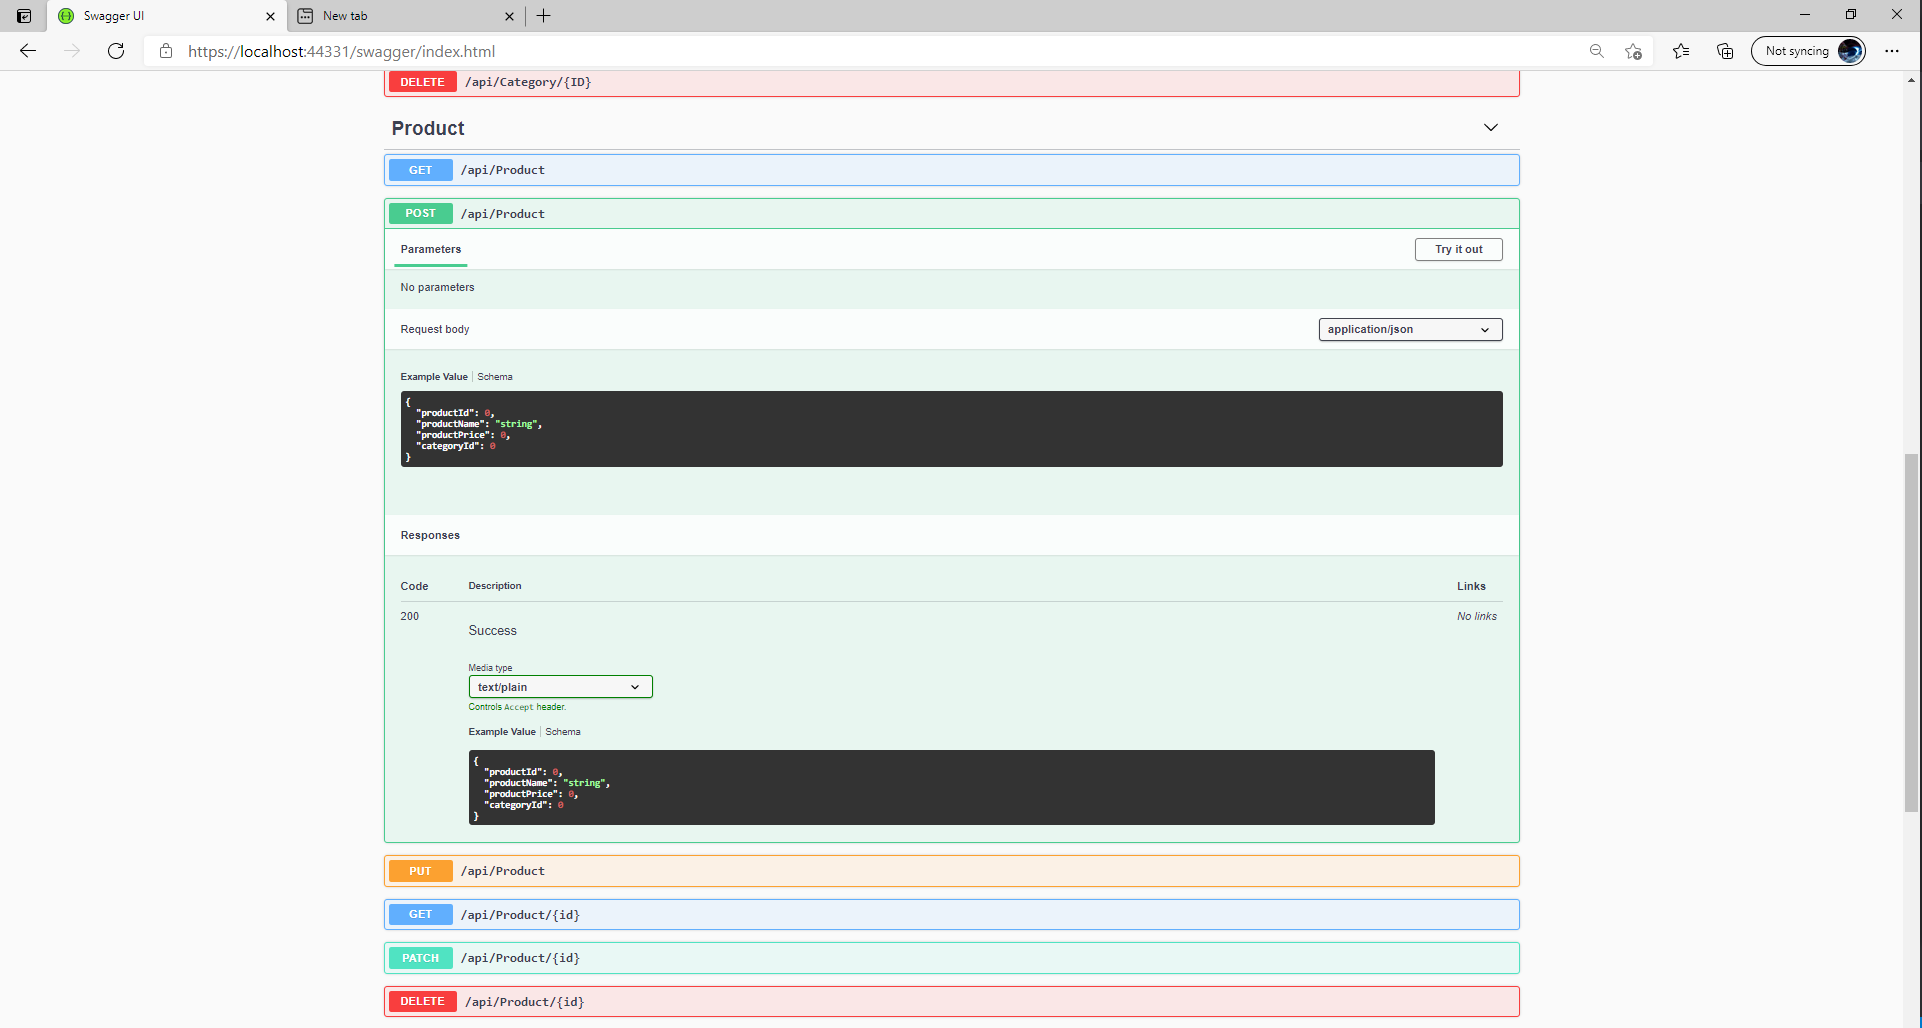 Swagger UI
New tab
https://localhost:44331/swagger/index.html
Not syncing
DELETE /api/Category/{ID}
Product
GET /api/Product
POST /api/Product
Parameters
Try it out
No parameters
Request body
application/json
Example Value Schema
{
"productId": 0,
"productName": "string",
"productPrice": 0,
"categoryId": 0
}
Responses
Code Description Links
200 No links
Success
Media type
text/plain
Controls Accept header.
Example Value Schema
{
"productId": 0,
"productName": "string",
"productPrice": 0,
"categoryId": 0
}
PUT /api/Product
GET /api/Product/{id}
PATCH /api/Product/{id}
DELETE /api/Product/{id}